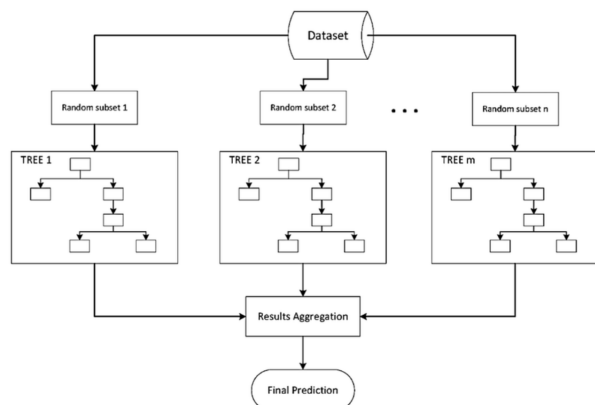 Dataset
Random subset 1
Random subset 2
...
Random subset n
TREE 1
TREE 2
TREE m
Results Aggregation
Final Prediction